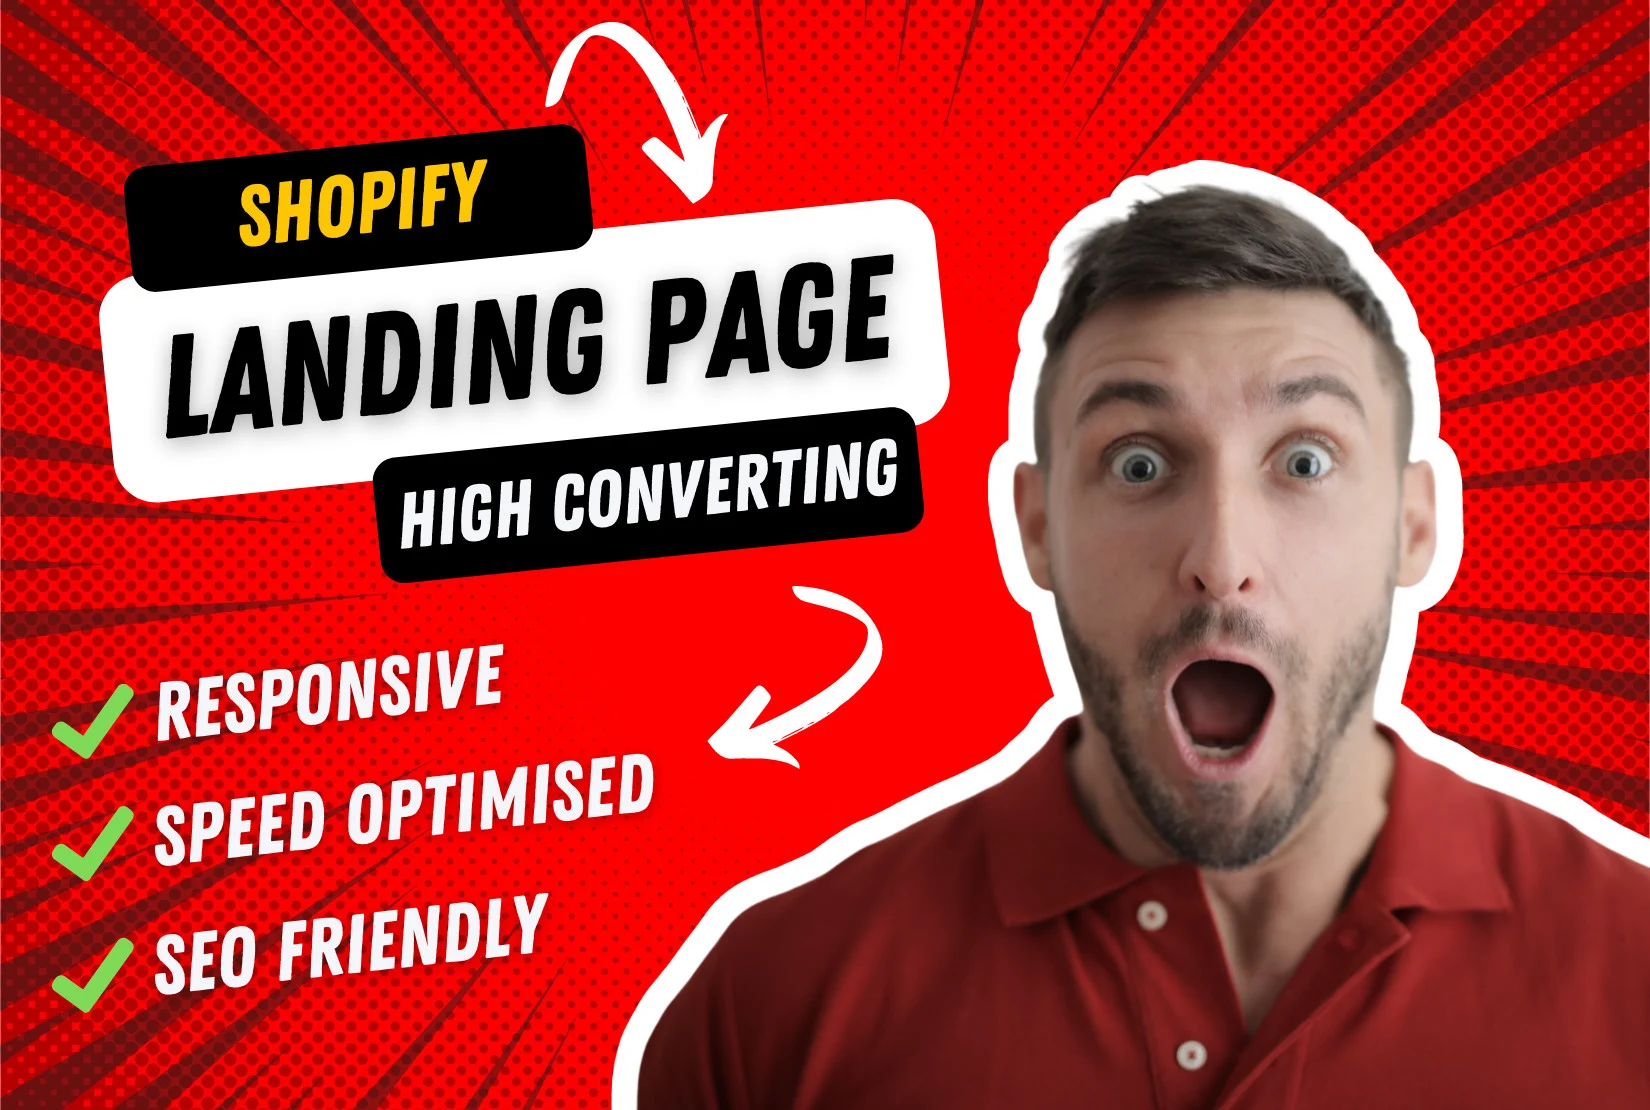 SHOPIFY
LANDING PAGE
HIGH CONVERTING
RESPONSIVE
SPEED OPTIMISED
SEO FRIENDLY